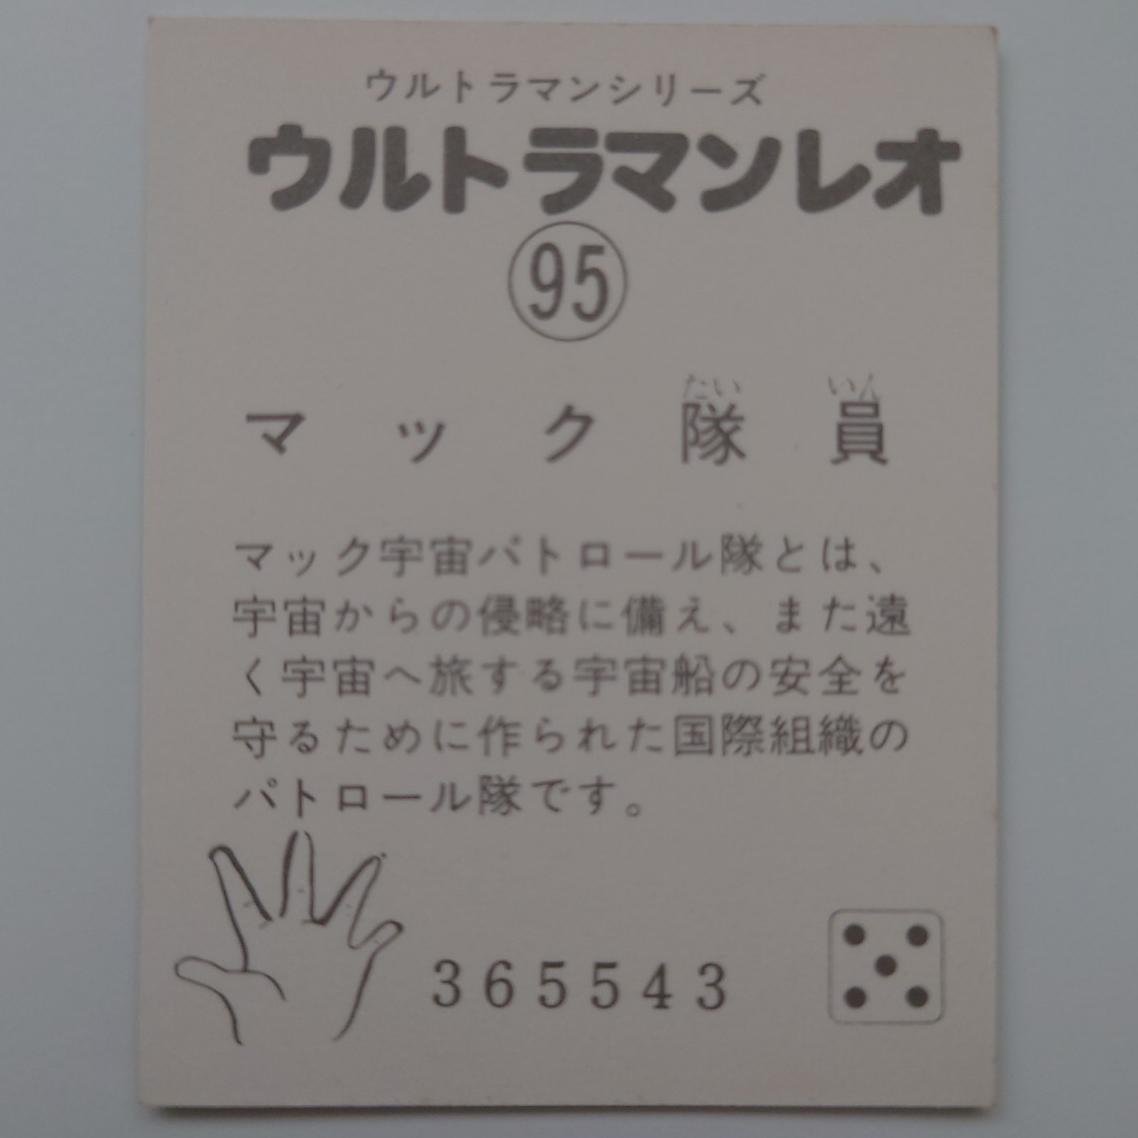 ウルトラマンシリーズ
ウルトラマンレオ
95
たい いん
マック隊員
マック宇宙パトロール隊とは、
宇宙からの侵略に備え、また遠
く宇宙へ旅する宇宙船の安全を
守るために作られた国際組織の
パトロール隊です。
365543